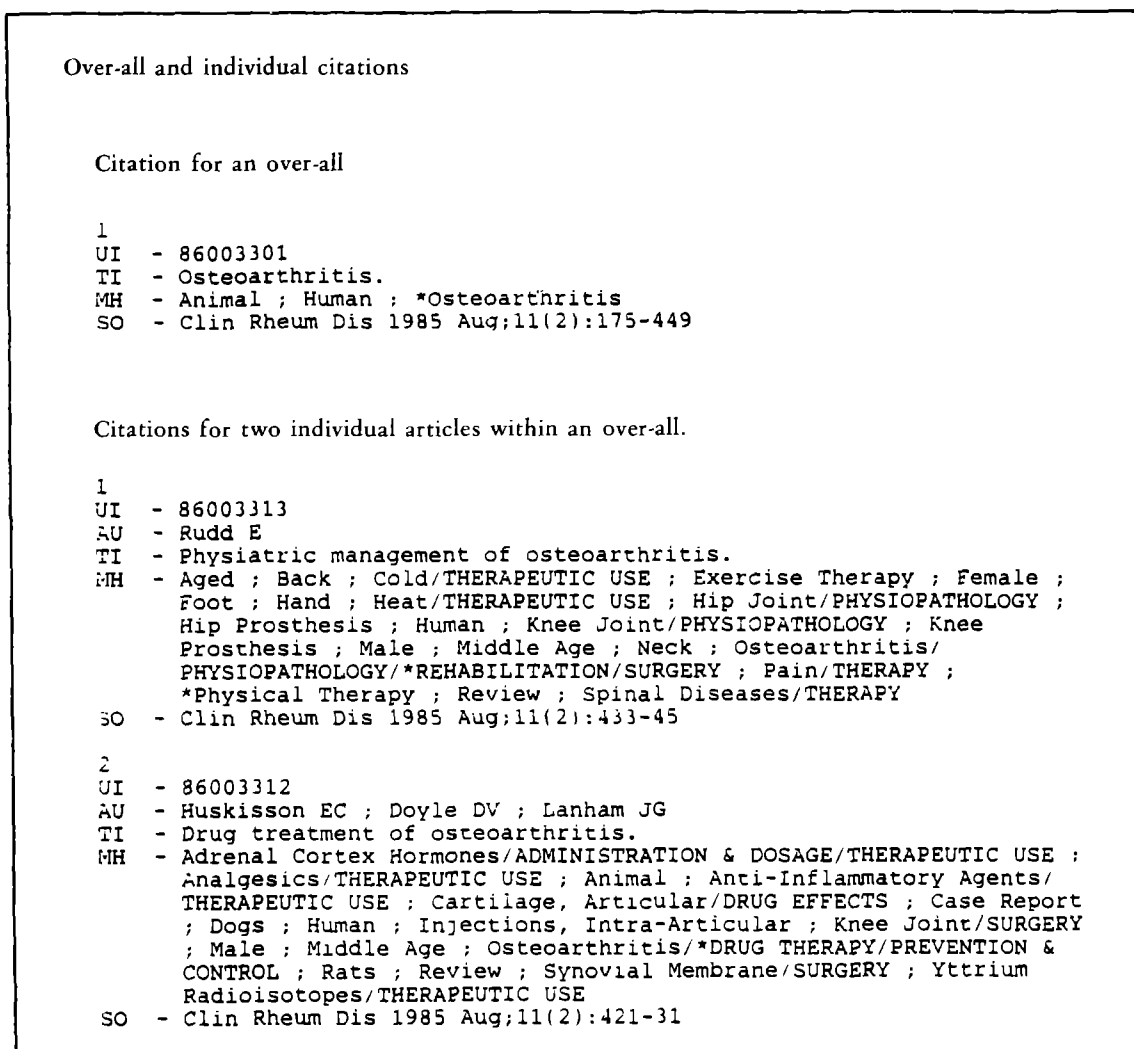 Over-all and individual citations
Citation for an over-all
1
UI - 86003301
TI - Osteoarthritis.
MH - Animal ; Human ; *Osteoarthritis
SO - Clin Rheum Dis 1985 Aug;11(2):175-449
Citations for two individual articles within an over-all.
1
UI - 86003313
AU - Rudd E
TI - Physiatric management of osteoarthritis.
MH - Aged ; Back ; Cold/THERAPEUTIC USE ; Exercise Therapy ; Female ;
Foot ; Hand ; Heat/THERAPEUTIC USE ; Hip Joint/PHYSIOPATHOLOGY ;
Hip Prosthesis ; Human ; Knee Joint/PHYSIOPATHOLOGY ; Knee
Prosthesis ; Male ; Middle Age ; Neck ; Osteoarthritis/
PHYSIOPATHOLOGY/*REHABILITATION/SURGERY ; Pain/THERAPY ;
*Physical Therapy ; Review ; Spinal Diseases/THERAPY
SO - Clin Rheum Dis 1985 Aug;11(2):433-45
2
UI - 86003312
AU - Huskisson EC ; Doyle DV ; Lanham JG
TI - Drug treatment of osteoarthritis.
MH - Adrenal Cortex Hormones/ADMINISTRATION & DOSAGE/THERAPEUTIC USE ;
Analgesics/THERAPEUTIC USE ; Animal ; Anti-Inflammatory Agents/
THERAPEUTIC USE ; Cartilage, Articular/DRUG EFFECTS ; Case Report
; Dogs ; Human ; Injections, Intra-Articular ; Knee Joint/SURGERY
; Male ; Middle Age ; Osteoarthritis/*DRUG THERAPY/PREVENTION &
CONTROL ; Rats ; Review ; Synovial Membrane/SURGERY ; Yttrium
Radioisotopes/THERAPEUTIC USE
SO - Clin Rheum Dis 1985 Aug;11(2):421-31